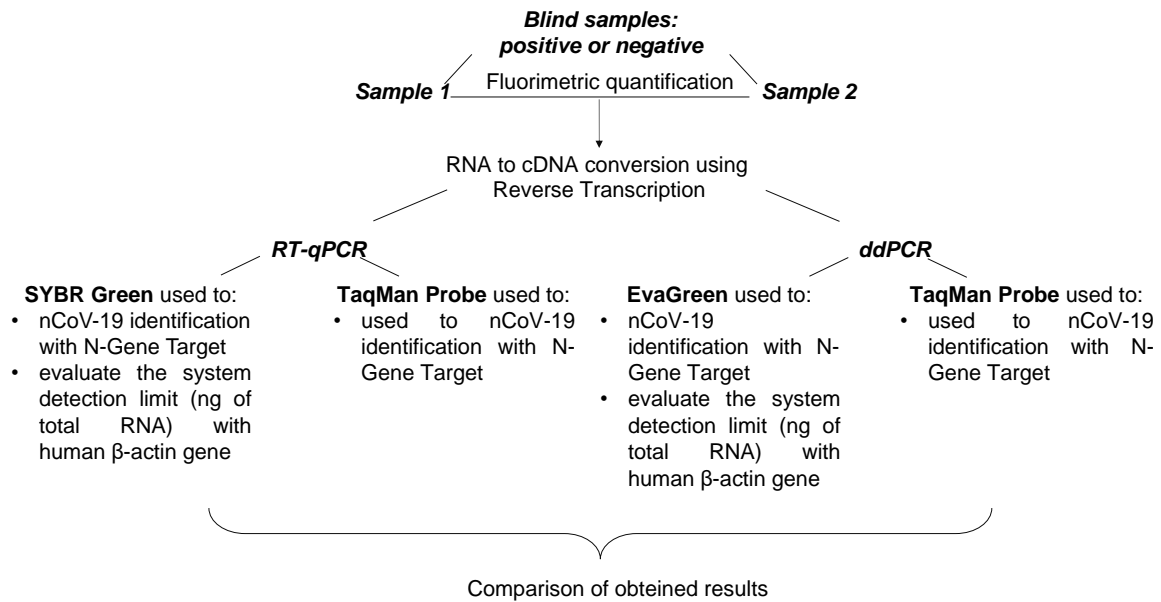 Blind samples:
positive or negative
Sample 1
Fluorimetric quantification
Sample 2
RNA to cDNA conversion using
Reverse Transcription
RT-qPCR
ddPCR
SYBR Green used to:
• nCoV-19 identification
with N-Gene Target
• evaluate the system
detection limit (ng of
total RNA) with
human β-actin gene
TaqMan Probe used to:
• used to nCoV-19
identification with N-
Gene Target
EvaGreen used to:
• nCoV-19
identification with N-
Gene Target
• evaluate the system
detection limit (ng of
total RNA) with
human β-actin gene
TaqMan Probe used to:
• used to nCoV-19
identification with N-
Gene Target
Comparison of obteined results